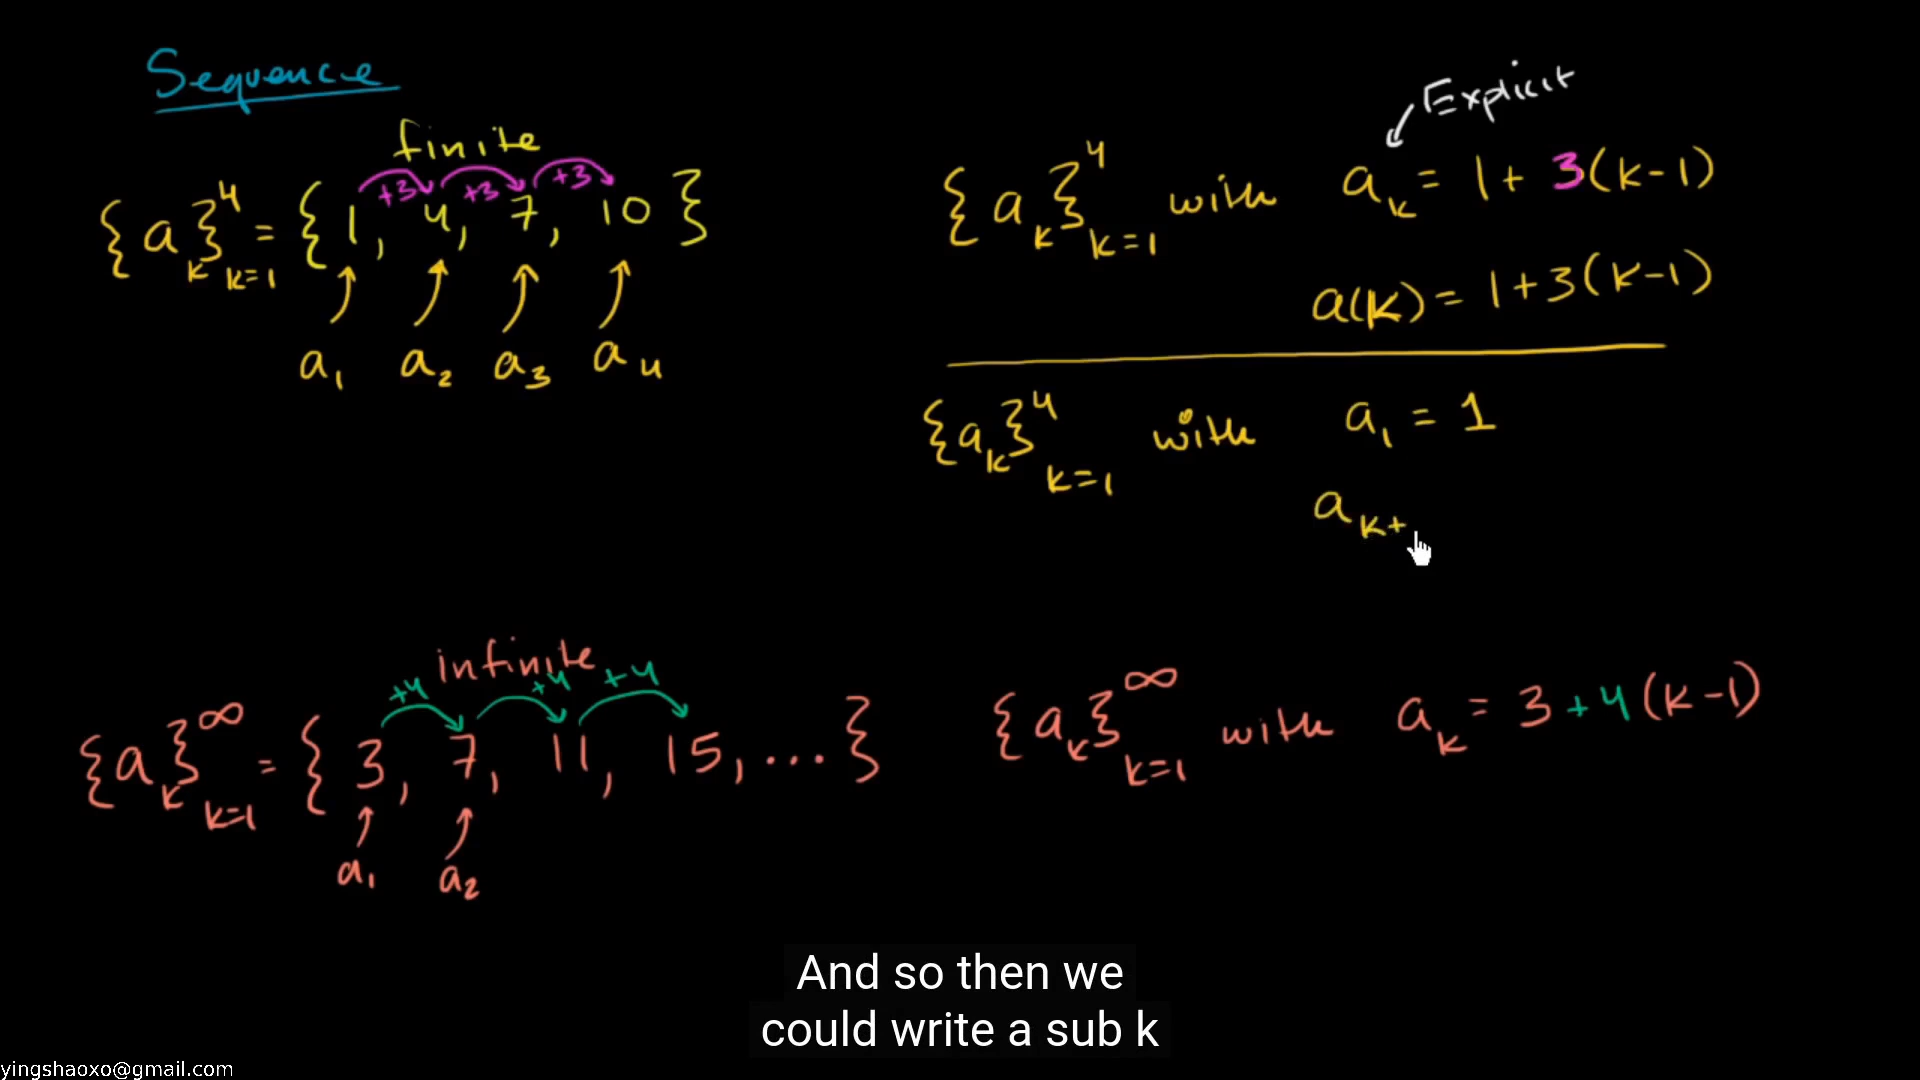 Sequence
finite
+3 +3 +3
{a_k}^4_{k=1} = {1, 4, 7, 10}
a_1 a_2 a_3 a_4
Explicit
{a_k}^4_{k=1} with a_k = 1 + 3(k-1)
a(k) = 1+3(k-1)
{a_k}^4_{k=1} with a_1 = 1
a_{k+
infinite
+4 +4 +4
{a_k}^∞_{k=1} = {3, 7, 11, 15, ...}
a_1 a_2
{a_k}^∞_{k=1} with a_k = 3 +4(k-1)
And so then we
could write a sub k
yingshaoxo@gmail.com